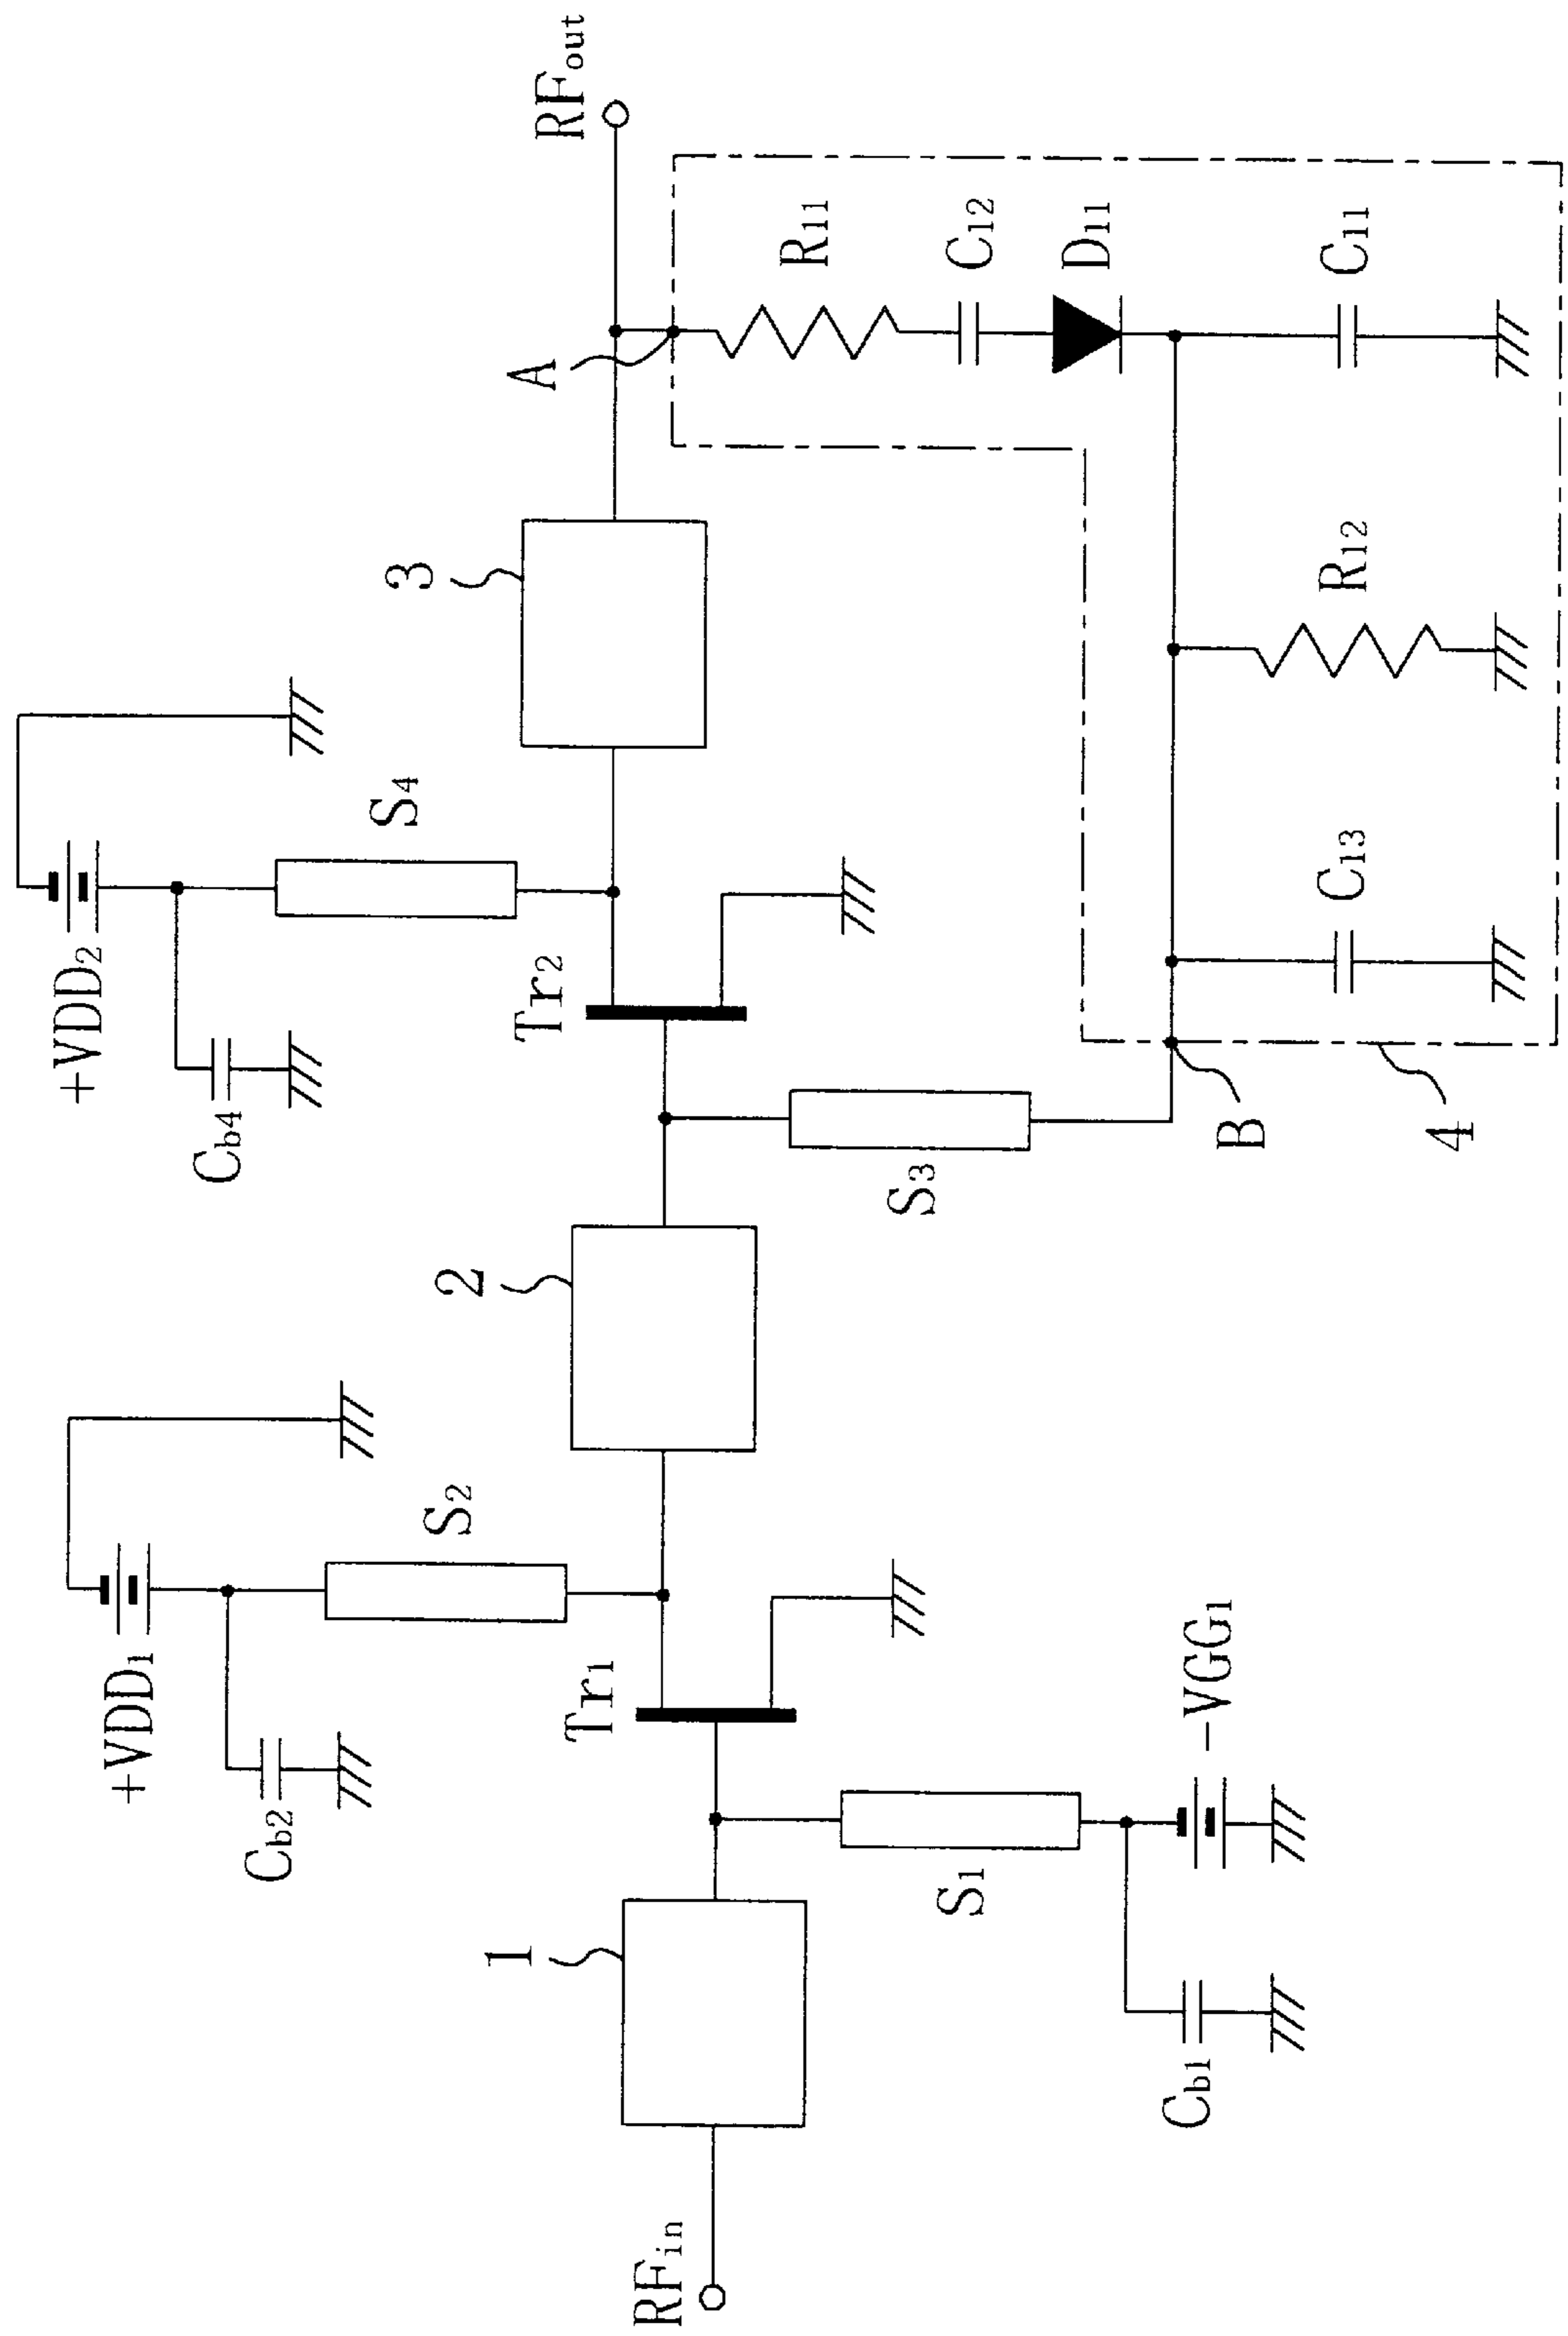 RFin
1
Cb1
S1
-VGG1
Tr1
+VDD1
Cb2
S2
2
S3
Tr2
+VDD2
Cb4
S4
3
A
RFout
R11
C12
D11
C11
R12
C13
B
4